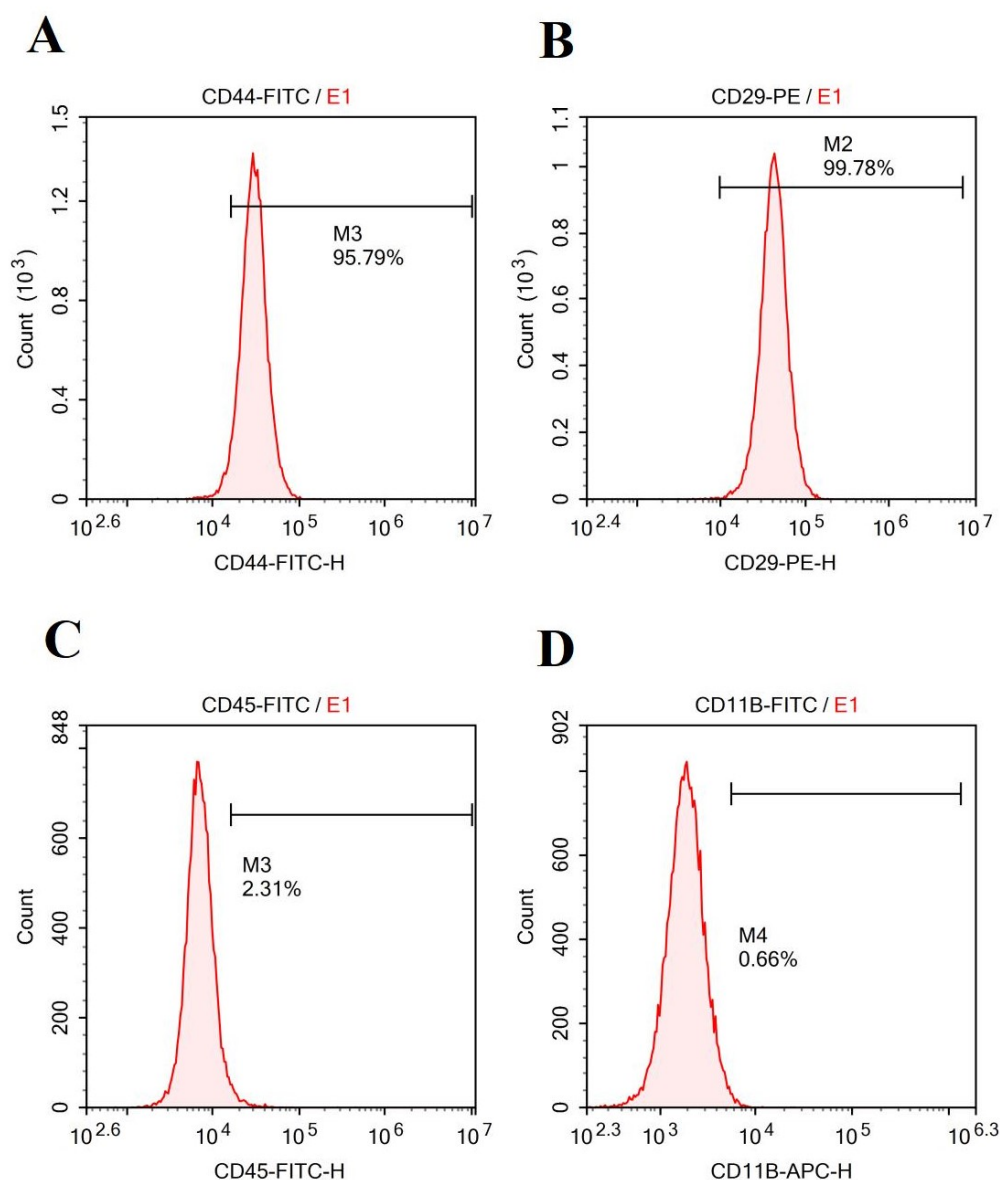 A
CD44-FITC / E1
1.5
1.2
0.8
0.4
0
Count (10^3)
M3
95.79%
10^2.6 10^4 10^5 10^6 10^7
CD44-FITC-H
B
CD29-PE / E1
1.1
1
0.8
0.6
0.4
0.2
0
Count (10^3)
M2
99.78%
10^2.4 10^4 10^5 10^6 10^7
CD29-PE-H
C
CD45-FITC / E1
848
600
400
200
0
Count
M3
2.31%
10^2.6 10^4 10^5 10^6 10^7
CD45-FITC-H
D
CD11B-FITC / E1
902
600
400
200
0
Count
M4
0.66%
10^2.3 10^3 10^4 10^5 10^6.3
CD11B-APC-H